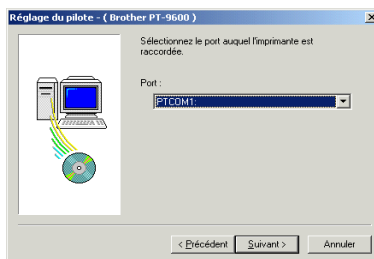 Réglage du pilote - ( Brother PT-9600 )
Sélectionnez le port auquel l'imprimante est
raccordée.
Port :
PTCOM1:
< Précédent
Suivant >
Annuler